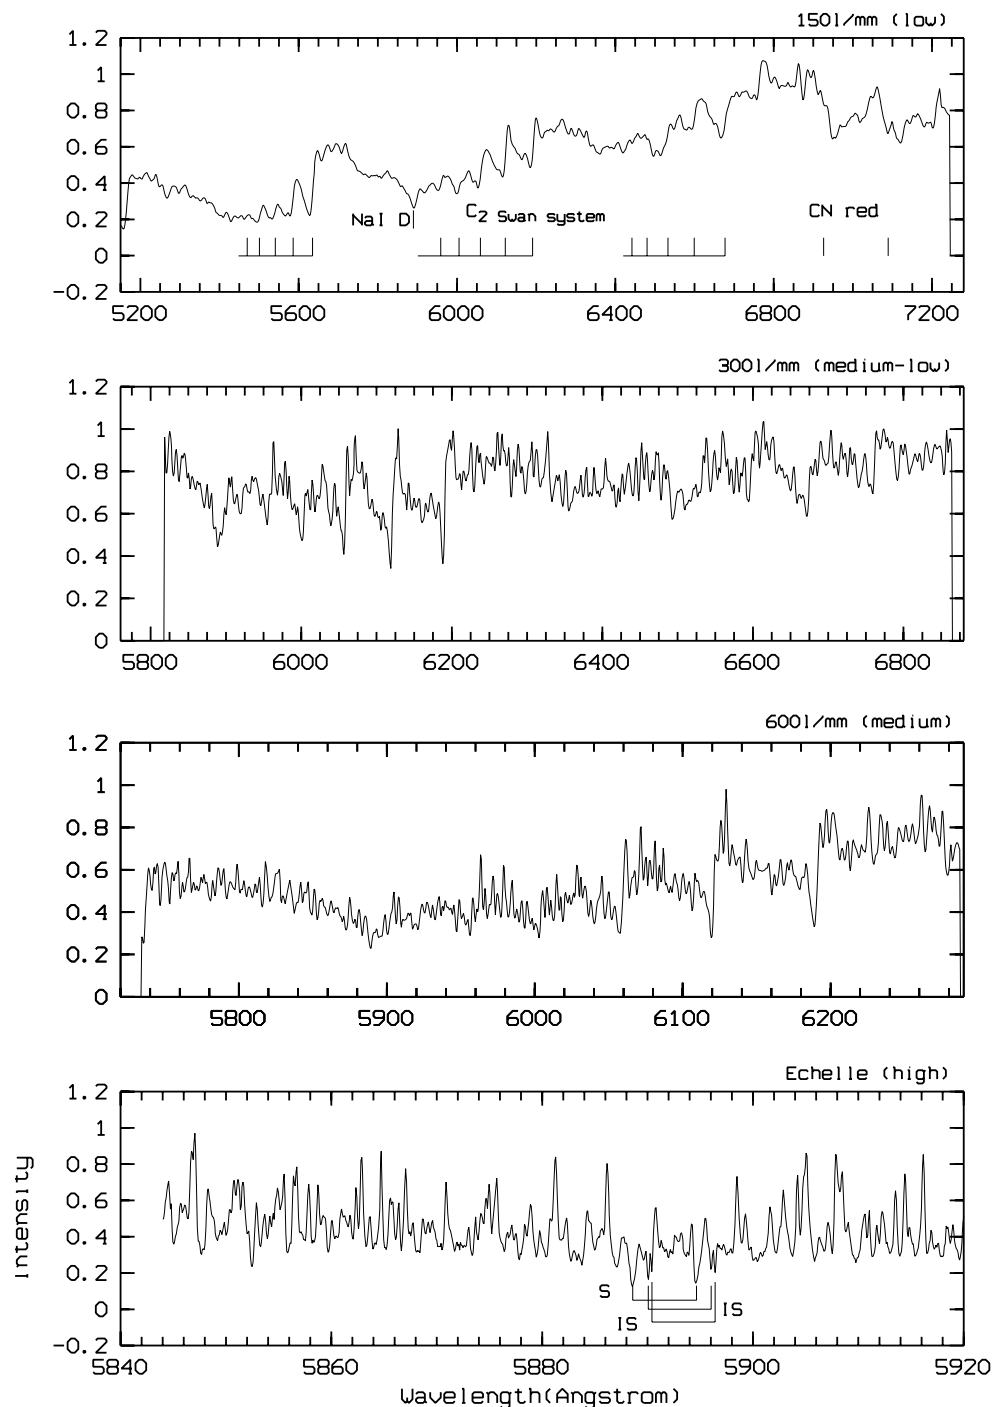 150l/mm (low)
1.2
1
0.8
0.6
0.4
0.2
0
-0.2
NaI D
C2 Swan system
CN red
5200 5600 6000 6400 6800 7200
300l/mm (medium-low)
1.2
1
0.8
0.6
0.4
0.2
0
5800 6000 6200 6400 6600 6800
600l/mm (medium)
1.2
1
0.8
0.6
0.4
0.2
0
5800 5900 6000 6100 6200
Echelle (high)
1.2
1
0.8
0.6
0.4
0.2
0
-0.2
Intensity
S
IS
IS
5840 5860 5880 5900 5920
Wavelength(Angstrom)